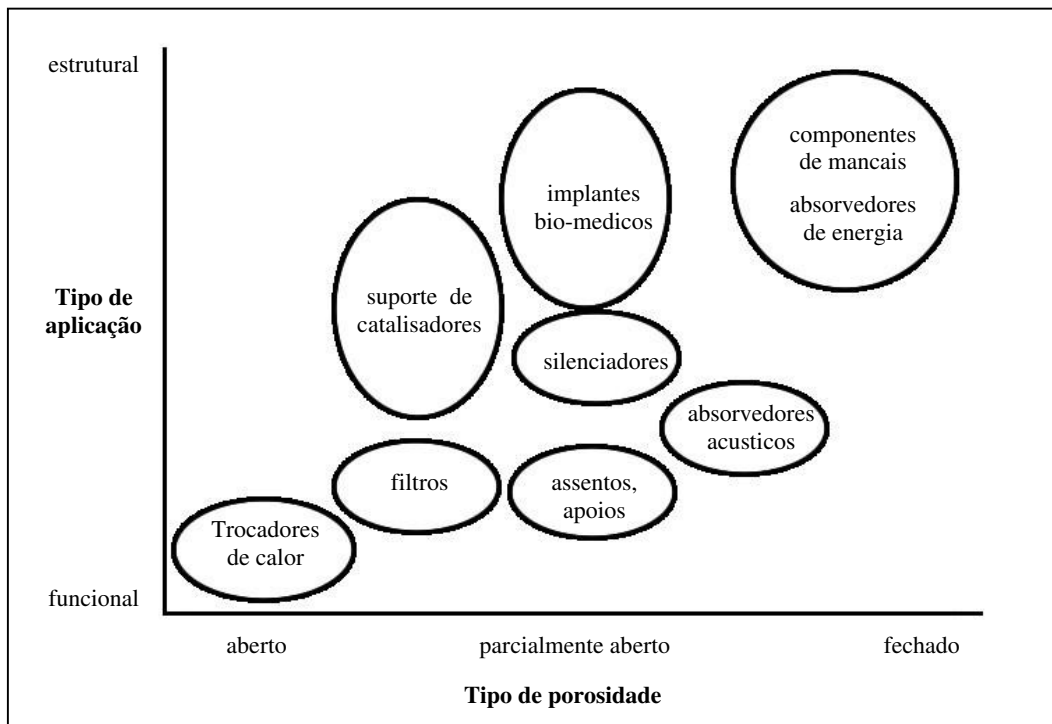 estrutural
componentes
de mancais
absorvedores
de energia
implantes
bio-medicos
Tipo de
aplicação
suporte de
catalisadores
silenciadores
absorvedores
acusticos
filtros
assentos,
apoios
Trocadores
de calor
funcional
aberto
parcialmente aberto
fechado
Tipo de porosidade